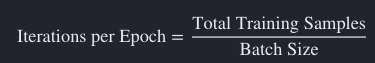 Iterations per Epoch = Total Training Samples
Batch Size